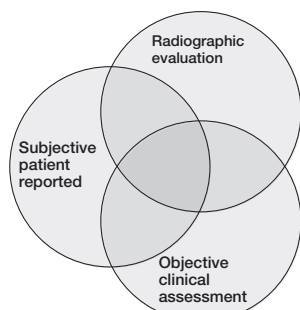 Radiographic
evaluation
Subjective
patient
reported
Objective
clinical
assessment